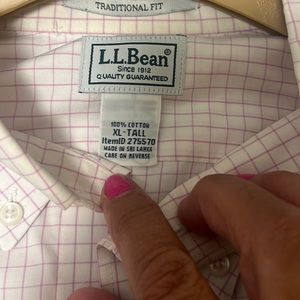 TRADITIONAL FIT
L.L.Bean
Since 1912
QUALITY GUARANTEED
100% COTTON
XL-TALL
ItemID 275570
MADE IN SRI LANKA
CARE ON REVERSE